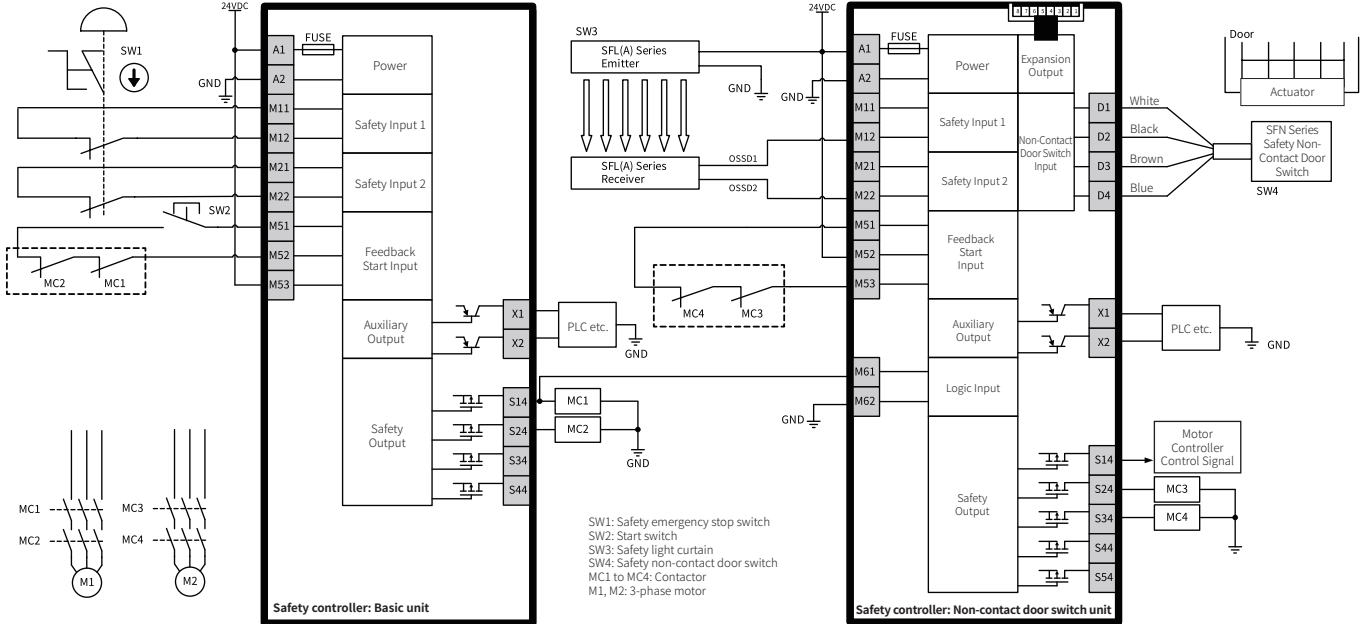 24VDC
SW1
GND
A1
A2
M11
M12
M21
M22
M51
M52
M53
FUSE
Power
Safety Input 1
Safety Input 2
Feedback
Start Input
Auxiliary
Output
Safety
Output
SW2
MC2
MC1
X1
X2
PLC etc.
GND
S14
S24
S34
S44
MC1
MC2
GND
MC1
MC2
M1
MC3
MC4
M2
Safety controller: Basic unit
SW3
SFL(A) Series
Emitter
GND
SFL(A) Series
Receiver
OSSD1
OSSD2
MC4
MC3
SW1: Safety emergency stop switch
SW2: Start switch
SW3: Safety light curtain
SW4: Safety non-contact door switch
MC1 to MC4: Contactor
M1, M2: 3-phase motor
24VDC
GND
A1
A2
M11
M12
M21
M22
M51
M52
M53
M61
M62
GND
FUSE
8 7 6 5 4 3 2 1
Power
Expansion
Output
Safety Input 1
Safety Input 2
Non-Contact
Door Switch
Input
Feedback
Start
Input
Auxiliary
Output
Logic Input
Safety
Output
D1
D2
D3
D4
White
Black
Brown
Blue
Door
Actuator
SFN Series
Safety Non-
Contact Door
Switch
SW4
X1
X2
PLC etc.
GND
S14
S24
S34
S44
S54
Motor
Controller
Control Signal
MC3
MC4
Safety controller: Non-contact door switch unit